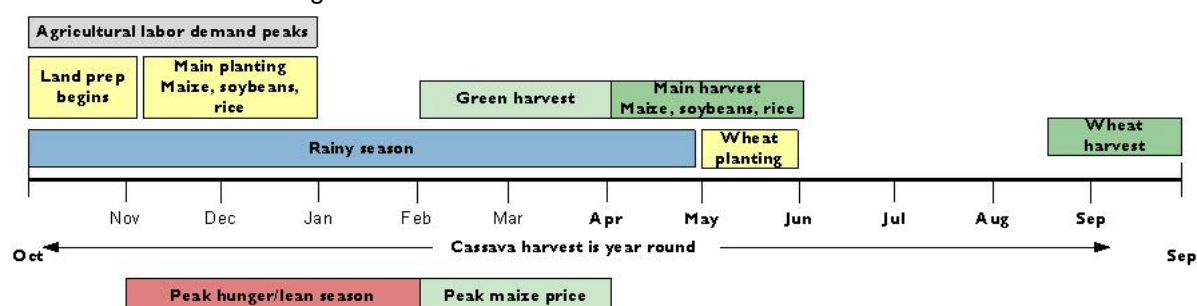 Agricultural labor demand peaks
Land prep
begins
Main planting
Maize, soybeans,
rice
Green harvest
Main harvest
Maize, soybeans, rice
Rainy season
Wheat
planting
Wheat
harvest
Nov
Dec
Jan
Feb
Mar
Apr
May
Jun
Jul
Aug
Sep
Oct
Cassava harvest is year round
Sep
Peak hunger/lean season
Peak maize price